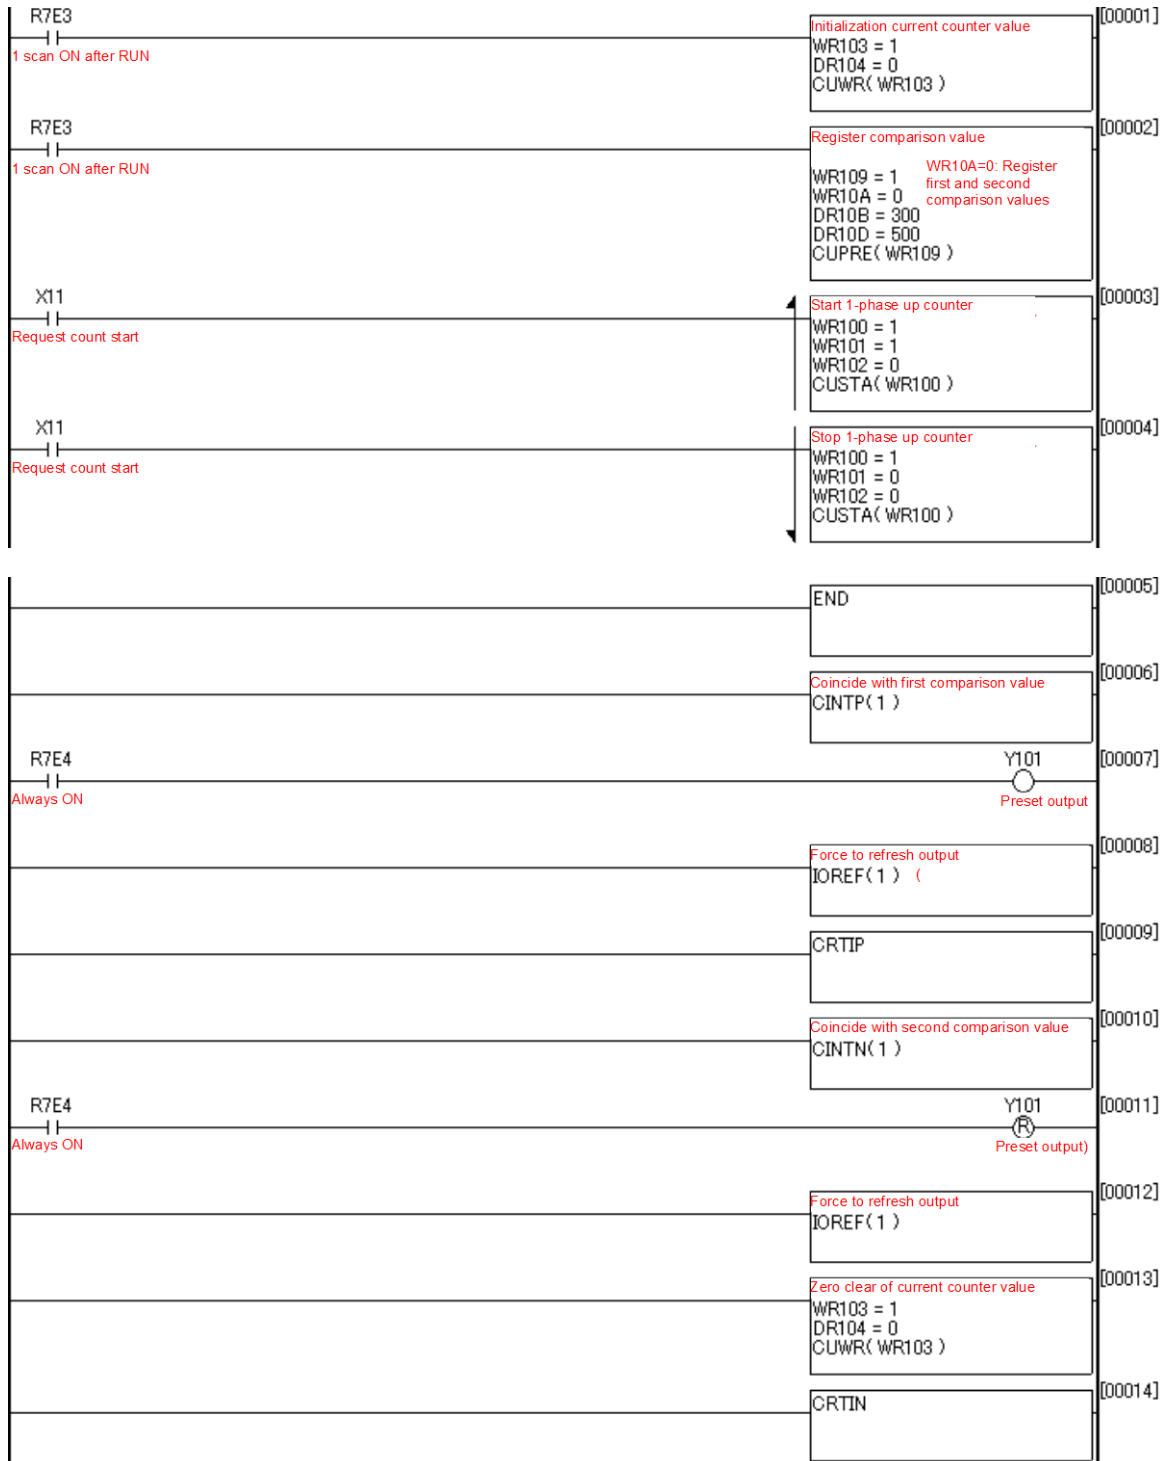 R7E3
1 scan ON after RUN
Initialization current counter value
WR103 = 1
DR104 = 0
CUWR( WR103 )
[00001]
R7E3
1 scan ON after RUN
Register comparison value
WR109 = 1
WR10A = 0
DR10B = 300
DR10D = 500
CUPRE( WR109 )
WR10A=0: Register
first and second
comparison values
[00002]
X11
Request count start
Start 1-phase up counter
WR100 = 1
WR101 = 1
WR102 = 0
CUSTA( WR100 )
[00003]
X11
Request count start
Stop 1-phase up counter
WR100 = 1
WR101 = 0
WR102 = 0
CUSTA( WR100 )
[00004]
END
[00005]
Coincide with first comparison value
CINTP( 1 )
[00006]
R7E4
Always ON
Y101
Preset output
[00007]
Force to refresh output
IOREF( 1 ) (
[00008]
CRTIP
[00009]
Coincide with second comparison value
CINTN( 1 )
[00010]
R7E4
Always ON
Y101
R
Preset output)
[00011]
Force to refresh output
IOREF( 1 )
[00012]
Zero clear of current counter value
WR103 = 1
DR104 = 0
CUWR( WR103 )
[00013]
CRTIN
[00014]